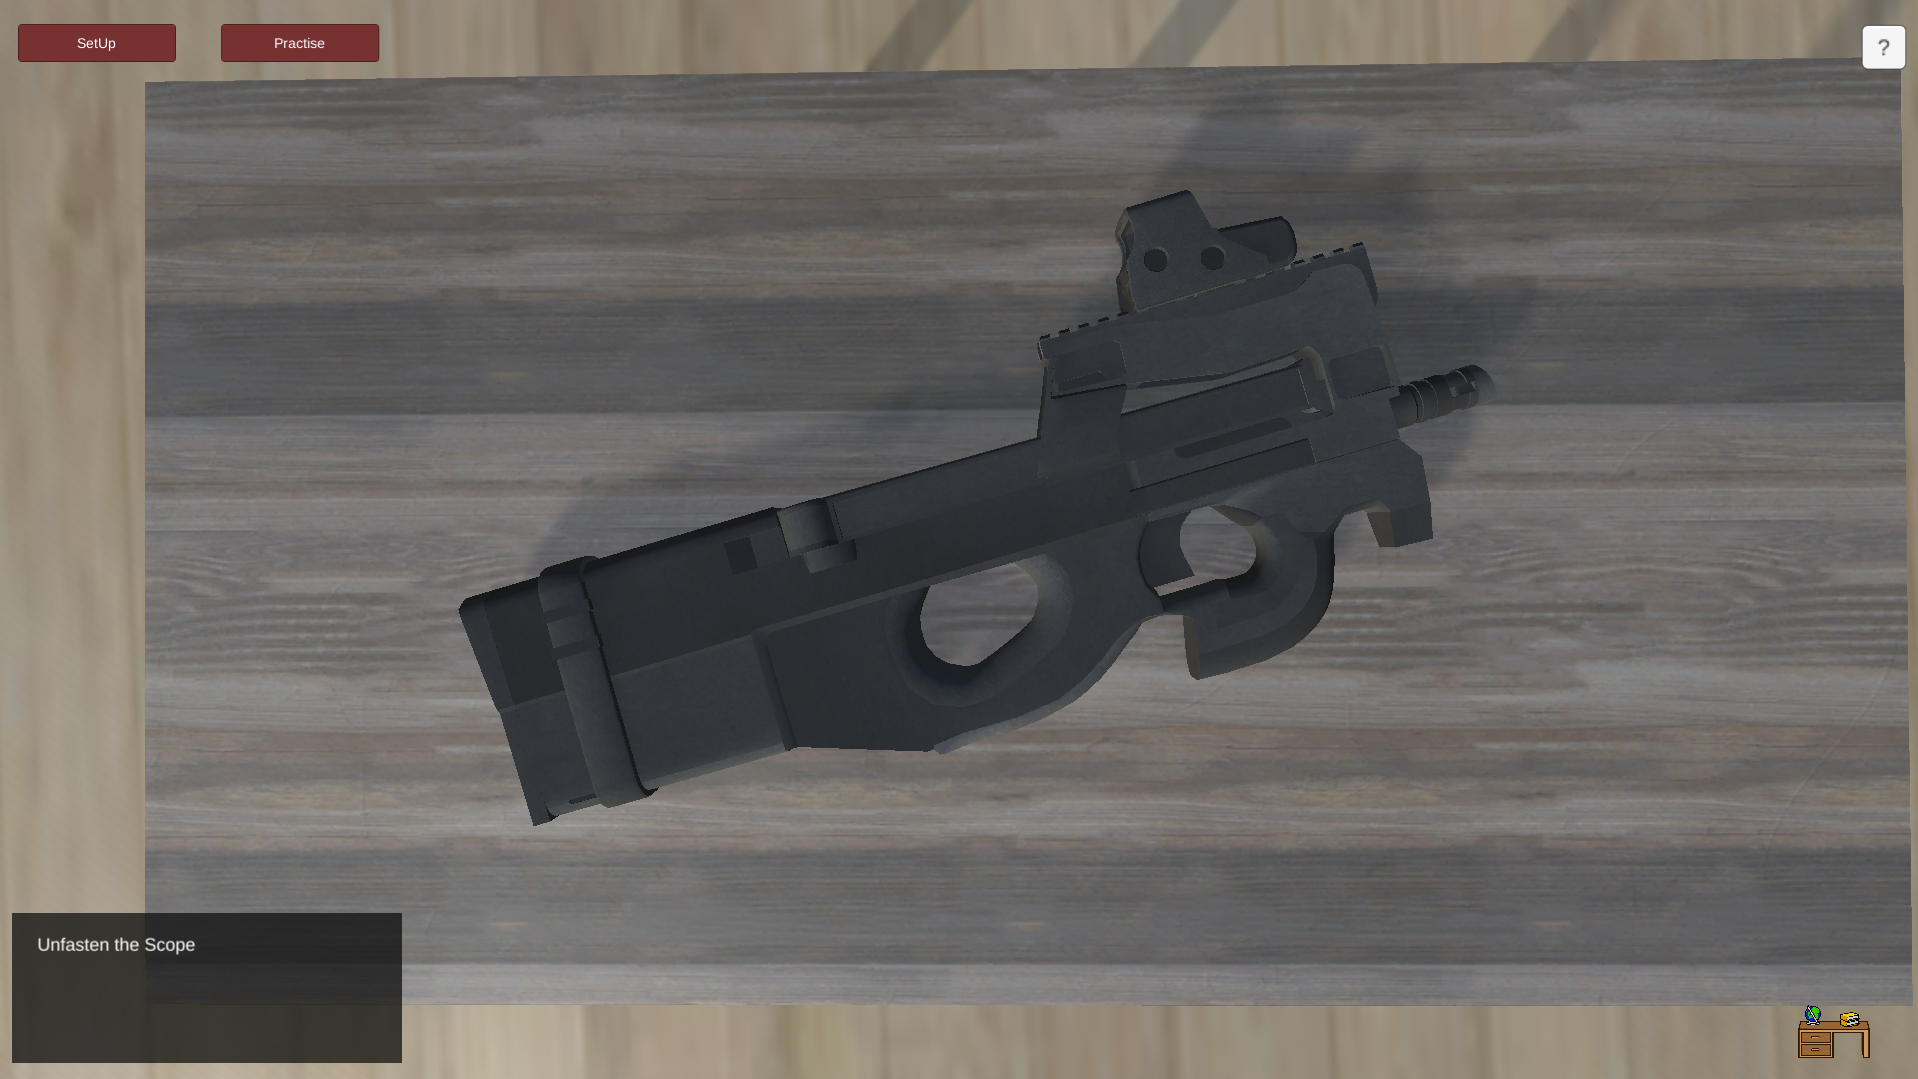 SetUp
Practise
?
Unfasten the Scope